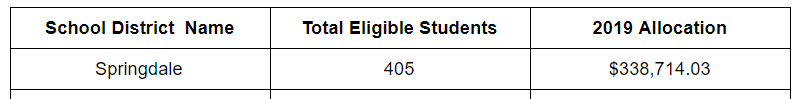 School District Name Total Eligible Students 2019 Allocation
Springdale 405 $338,714.03